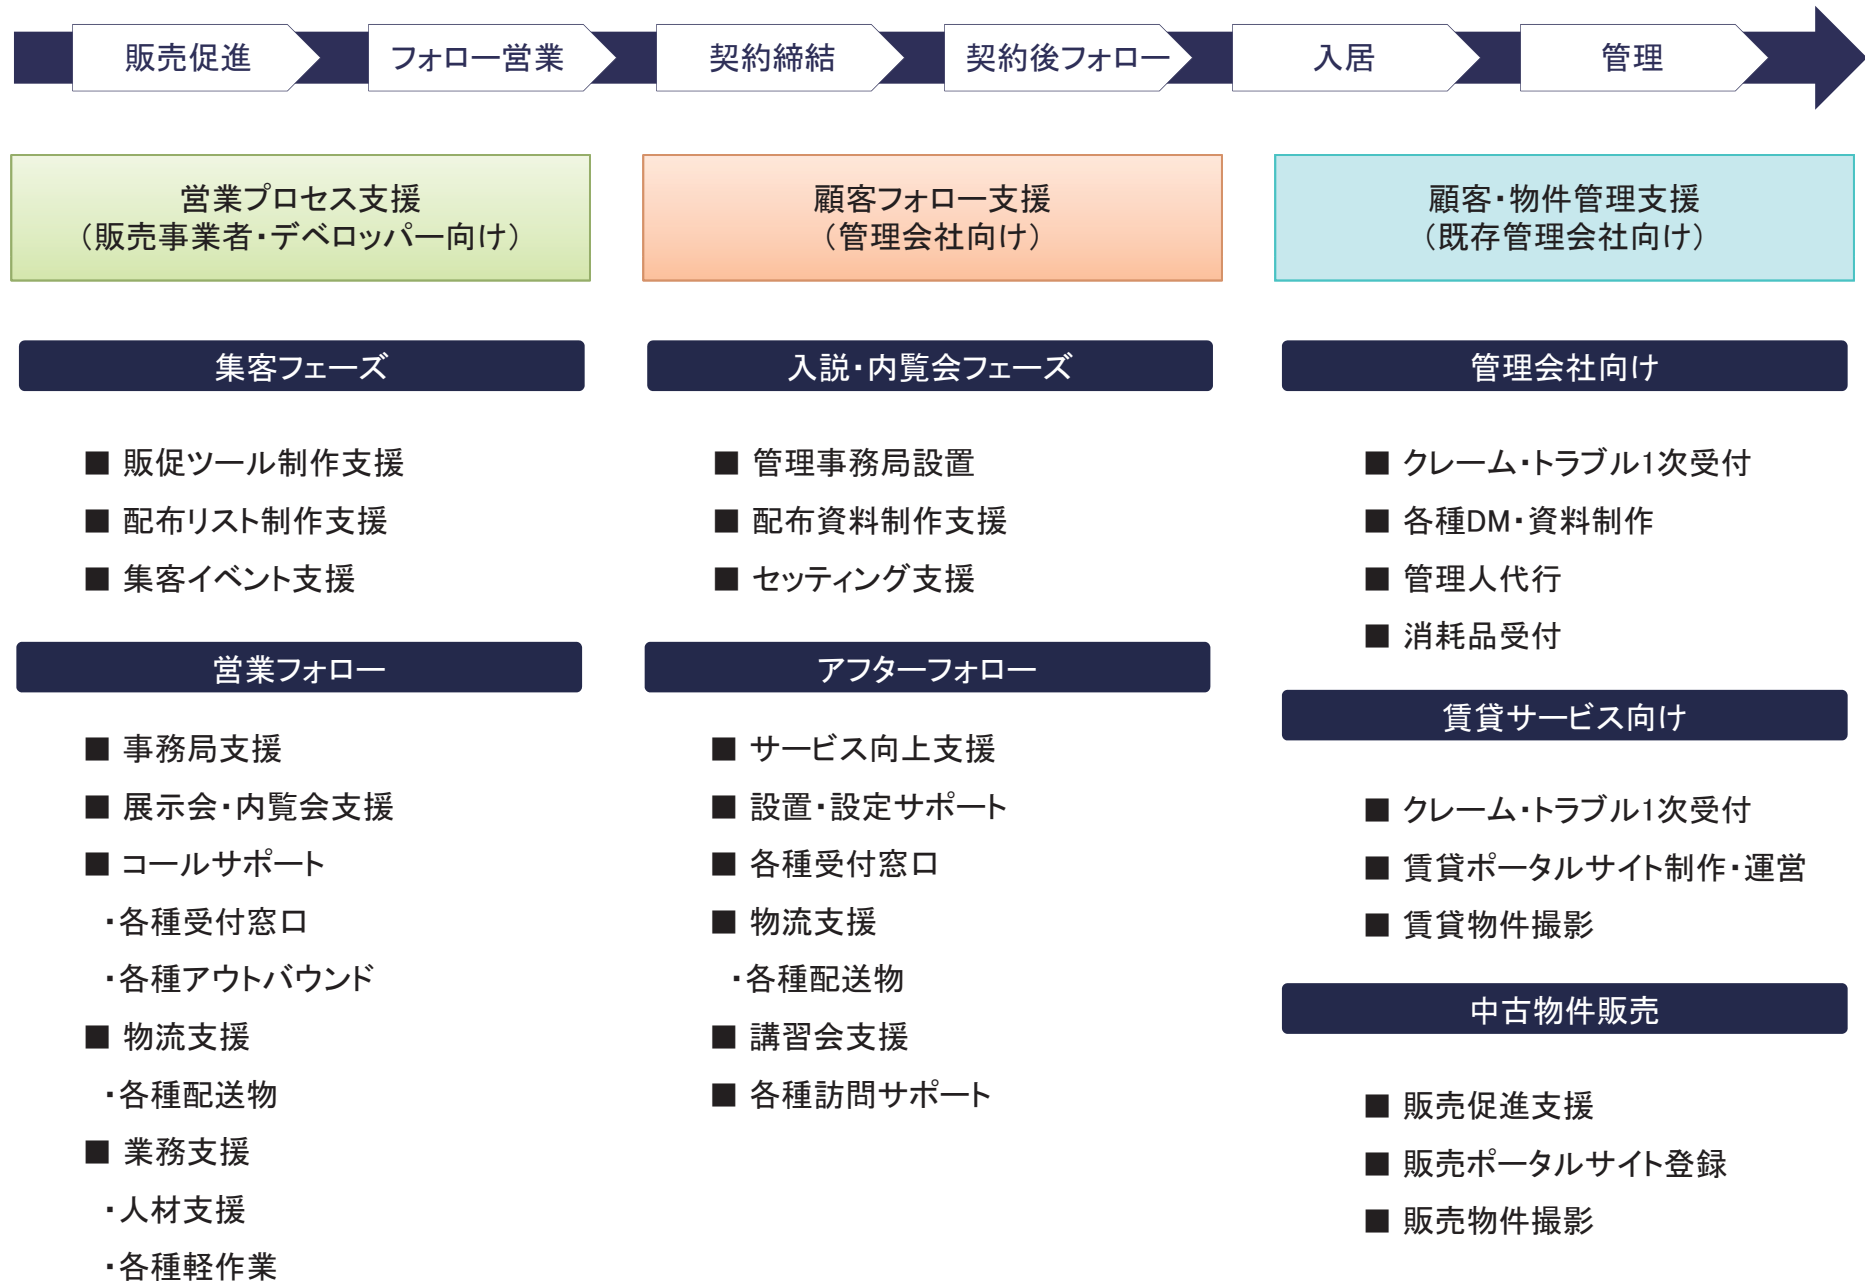 販売促進
フォロー営業
契約締結
契約後フォロー
入居
管理
営業プロセス支援
（販売事業者・デベロッパー向け）
顧客フォロー支援
（管理会社向け）
顧客・物件管理支援
（既存管理会社向け）
集客フェーズ
■ 販促ツール制作支援
■ 配布リスト制作支援
■ 集客イベント支援
営業フォロー
■ 事務局支援
■ 展示会・内覧会支援
■ コールサポート
・各種受付窓口
・各種アウトバウンド
■ 物流支援
・各種配送物
■ 業務支援
・人材支援
・各種軽作業
入説・内覧会フェーズ
■ 管理事務局設置
■ 配布資料制作支援
■ セッティング支援
アフターフォロー
■ サービス向上支援
■ 設置・設定サポート
■ 各種受付窓口
■ 物流支援
・各種配送物
■ 講習会支援
■ 各種訪問サポート
管理会社向け
■ クレーム・トラブル1次受付
■ 各種DM・資料制作
■ 管理人代行
■ 消耗品受付
賃貸サービス向け
■ クレーム・トラブル1次受付
■ 賃貸ポータルサイト制作・運営
■ 賃貸物件撮影
中古物件販売
■ 販売促進支援
■ 販売ポータルサイト登録
■ 販売物件撮影